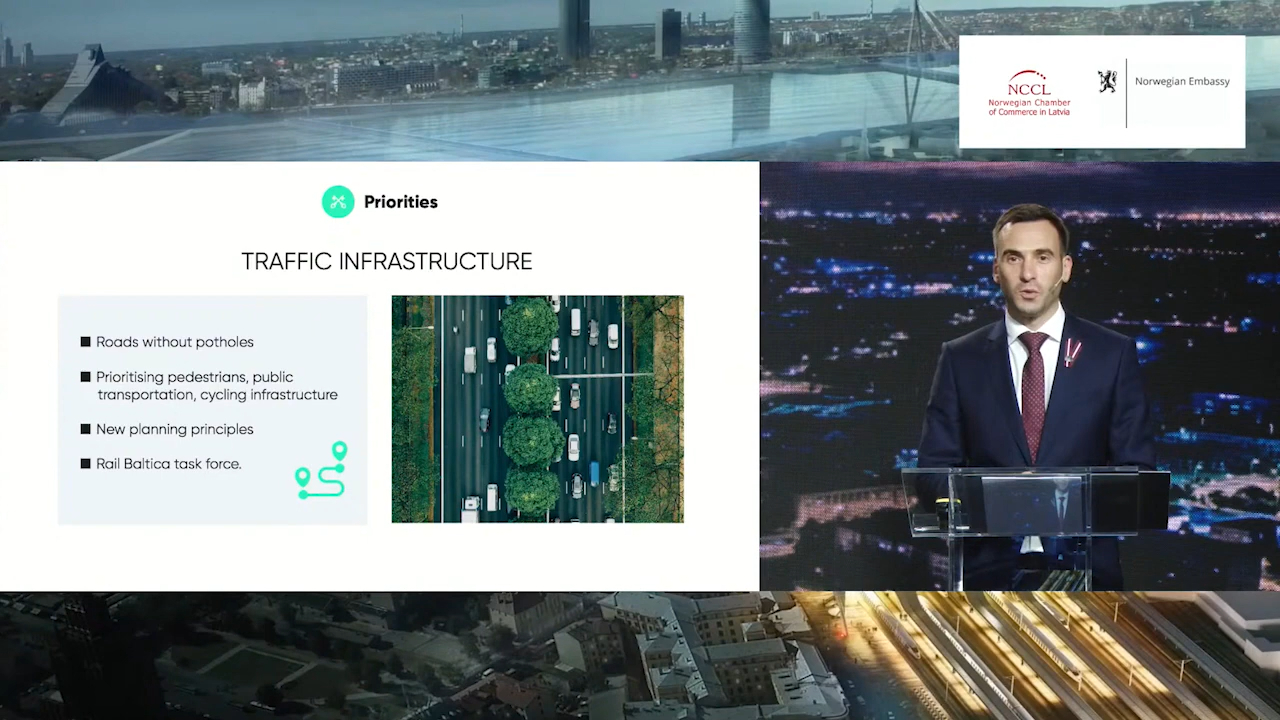 NCCL
Norwegian Chamber
of Commerce in Latvia
Norwegian Embassy
Priorities
TRAFFIC INFRASTRUCTURE
Roads without potholes
Prioritising pedestrians, public
transportation, cycling infrastructure
New planning principles
Rail Baltica task force.